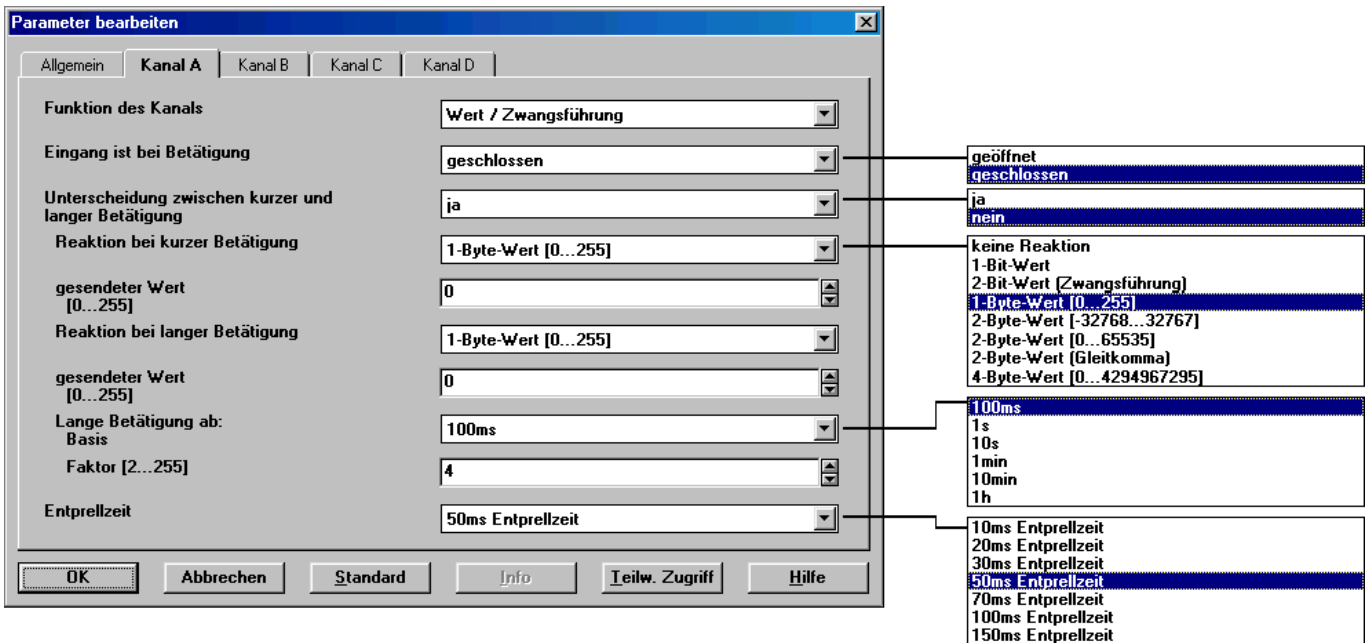 Parameter bearbeiten
Allgemein
Kanal A
Kanal B
Kanal C
Kanal D
Funktion des Kanals
Wert / Zwangsführung
Eingang ist bei Betätigung
geschlossen
Unterscheidung zwischen kurzer und
langer Betätigung
ja
Reaktion bei kurzer Betätigung
1-Byte-Wert [0...255]
gesendeter Wert
[0...255]
0
Reaktion bei langer Betätigung
1-Byte-Wert [0...255]
gesendeter Wert
[0...255]
0
Lange Betätigung ab:
Basis
100ms
Faktor [2...255]
4
Entprellzeit
50ms Entprellzeit
OK
Abbrechen
Standard
Info
Teilw. Zugriff
Hilfe
geöffnet
geschlossen
ja
nein
keine Reaktion
1-Bit-Wert
2-Bit-Wert (Zwangsführung)
1-Byte-Wert [0...255]
2-Byte-Wert [-32768...32767]
2-Byte-Wert [0...65535]
2-Byte-Wert (Gleitkomma)
4-Byte-Wert [0...4294967295]
100ms
1s
10s
1min
10min
1h
10ms Entprellzeit
20ms Entprellzeit
30ms Entprellzeit
50ms Entprellzeit
70ms Entprellzeit
100ms Entprellzeit
150ms Entprellzeit